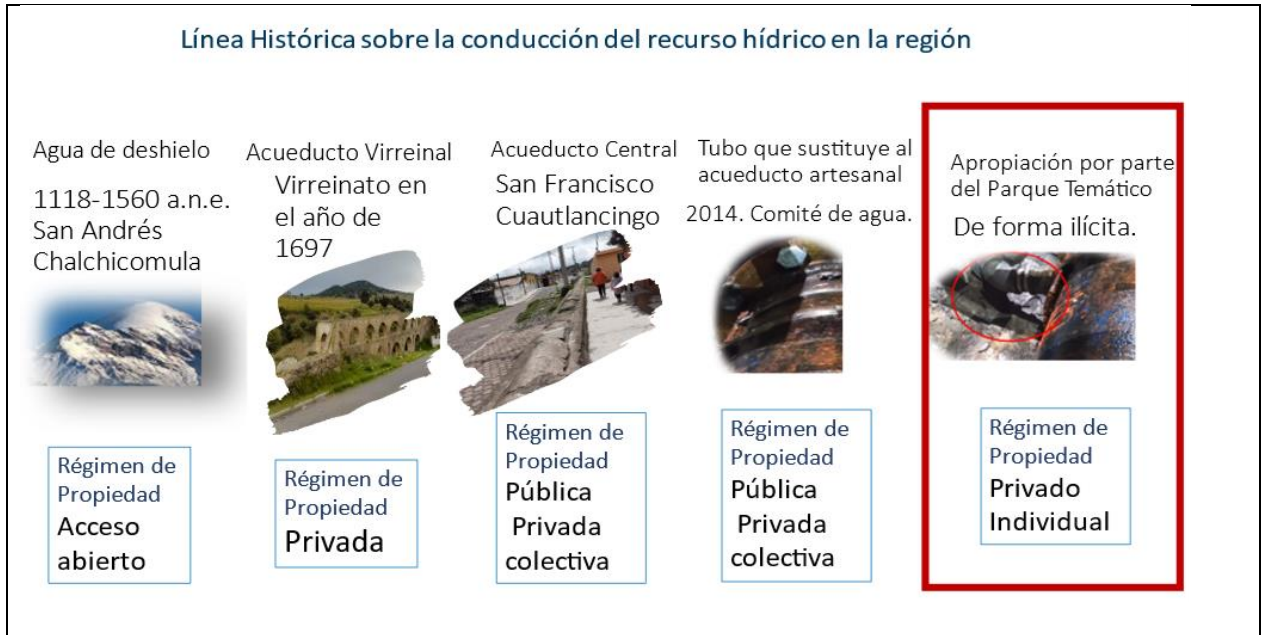 Línea Histórica sobre la conducción del recurso hídrico en la región
Agua de deshielo
1118-1560 a.n.e.
San Andrés
Chalchicomula
Régimen de
Propiedad
Acceso
abierto
Acueducto Virreinal
Virreinato en
el año de
1697
Régimen de
Propiedad
Privada
Acueducto Central
San Francisco
Cuautlancingo
Régimen de
Propiedad
Pública
Privada
colectiva
Tubo que sustituye al
acueducto artesanal
2014. Comité de agua.
Régimen de
Propiedad
Pública
Privada
colectiva
Apropiación por parte
del Parque Temático
De forma ilícita.
Régimen de
Propiedad
Privado
Individual